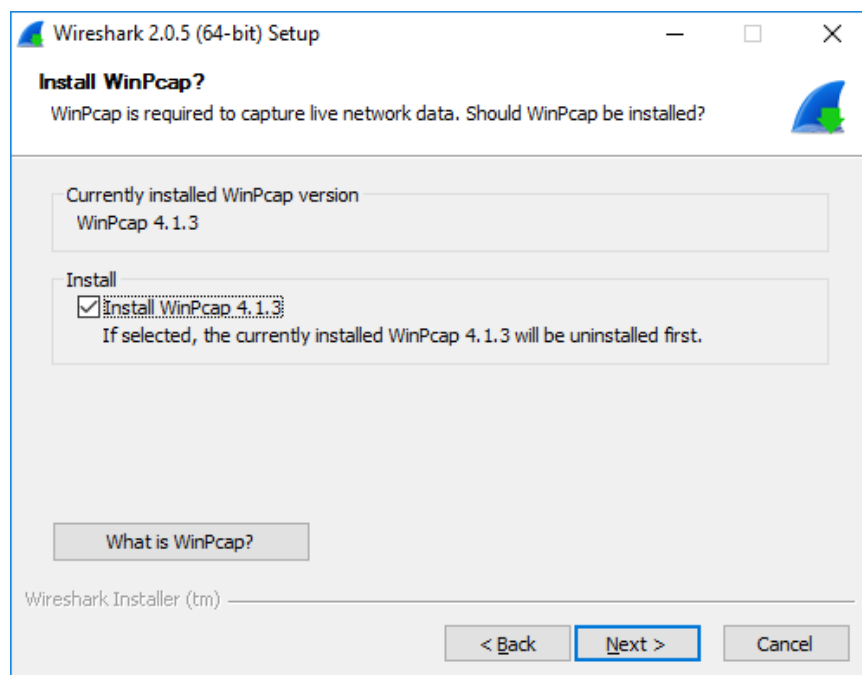 Wireshark 2.0.5 (64-bit) Setup
Install WinPcap?
WinPcap is required to capture live network data. Should WinPcap be installed?
Currently installed WinPcap version
WinPcap 4.1.3
Install
Install WinPcap 4.1.3
If selected, the currently installed WinPcap 4.1.3 will be uninstalled first.
What is WinPcap?
Wireshark Installer (tm)
< Back
Next >
Cancel